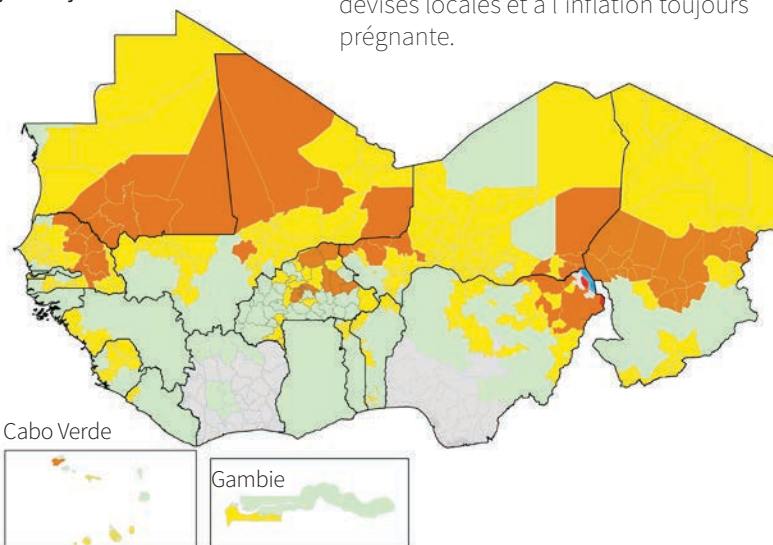 devises locales et à l'inflation toujours
prégnante.
Cabo Verde
Gambie